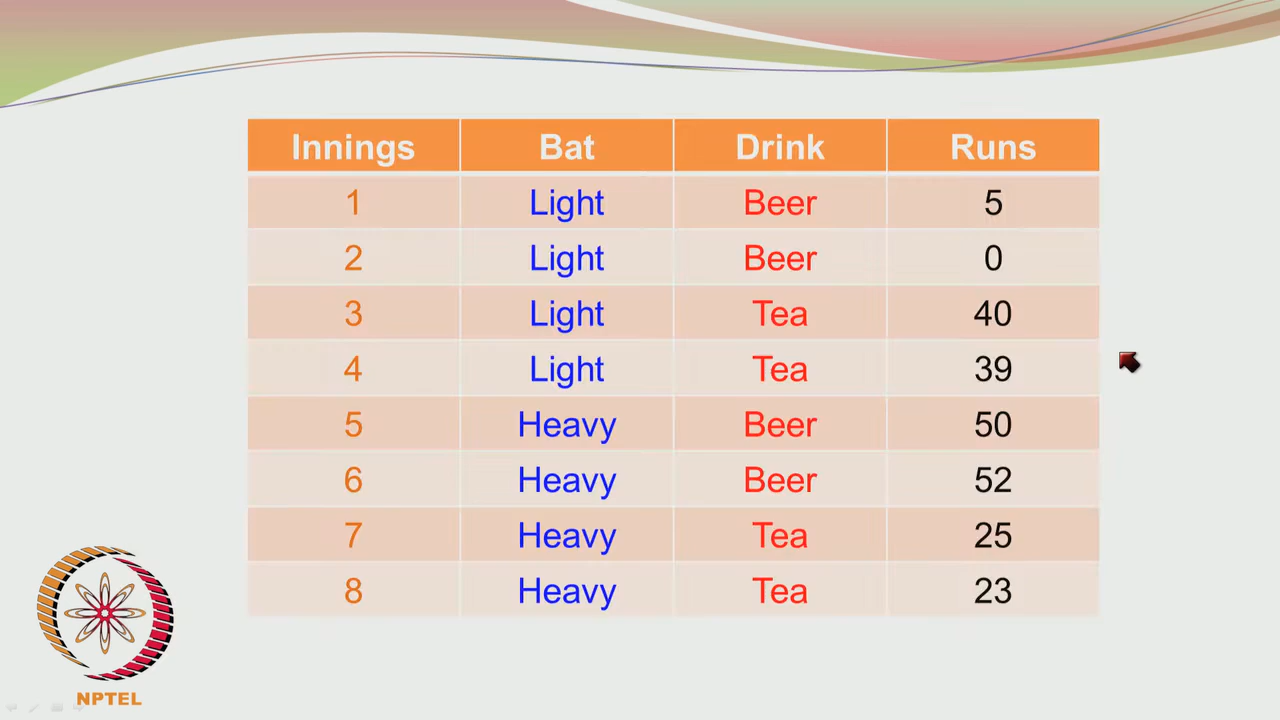 Innings Bat Drink Runs
1 Light Beer 5
2 Light Beer 0
3 Light Tea 40
4 Light Tea 39
5 Heavy Beer 50
6 Heavy Beer 52
7 Heavy Tea 25
8 Heavy Tea 23
NPTEL